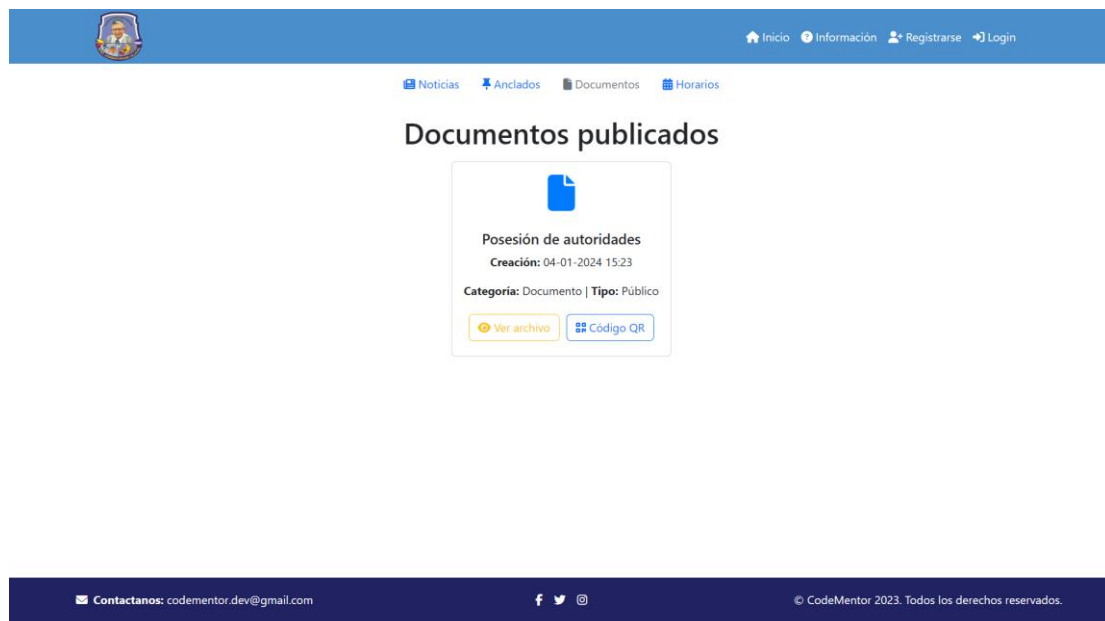 Inicio Información Registrarse Login
Noticias Anclados Documentos Horarios
Documentos publicados
Posesión de autoridades
Creación: 04-01-2024 15:23
Categoría: Documento | Tipo: Público
Ver archivo Código QR
Contactanos: codementor.dev@gmail.com © CodeMentor 2023. Todos los derechos reservados.